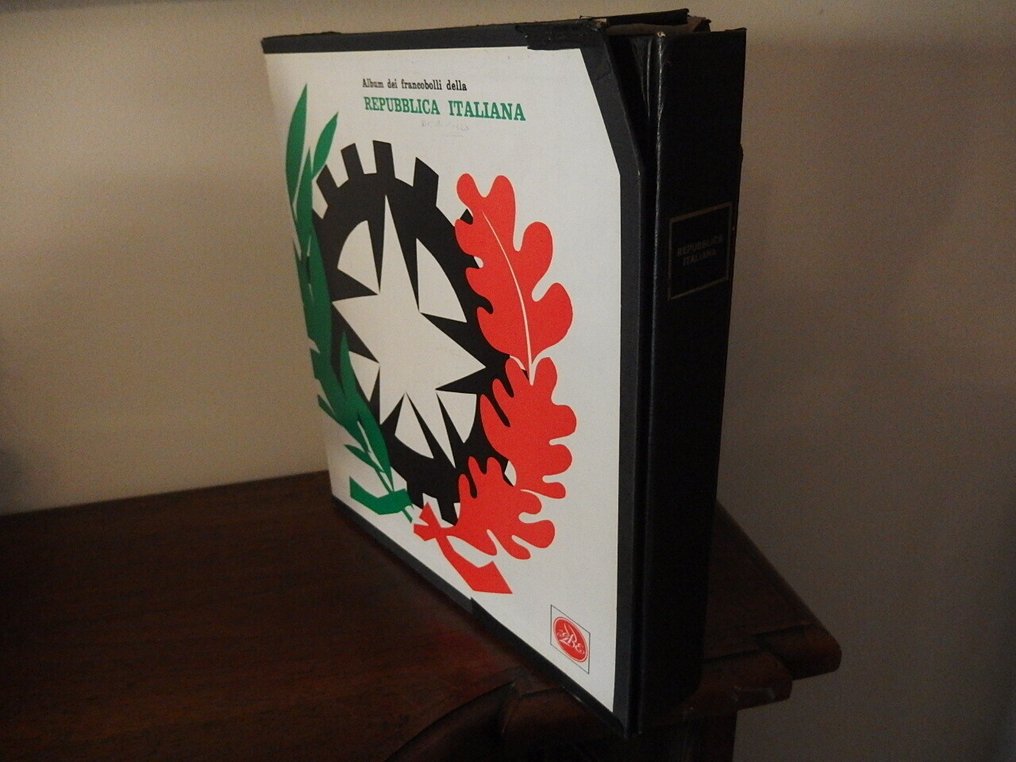 Album dei francobolli della
REPUBBLICA ITALIANA
REPUBBLICA
ITALIANA